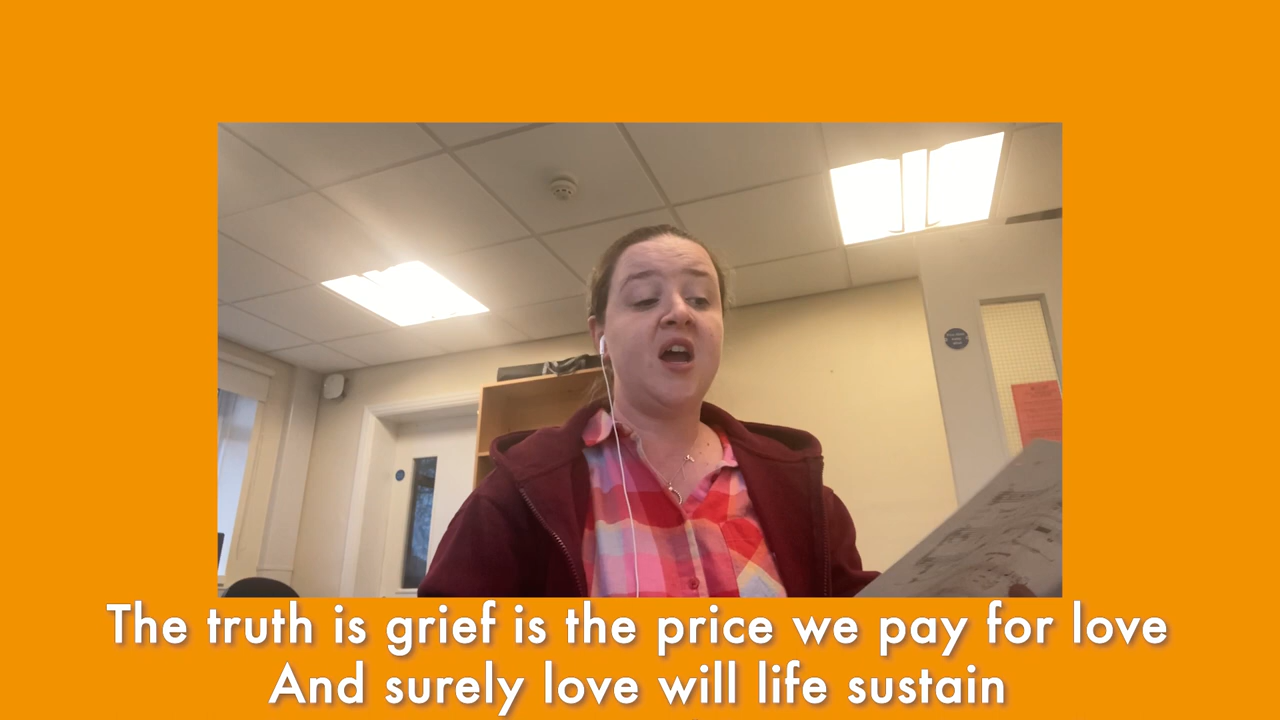 The truth is grief is the price we pay for love
And surely love will life sustain